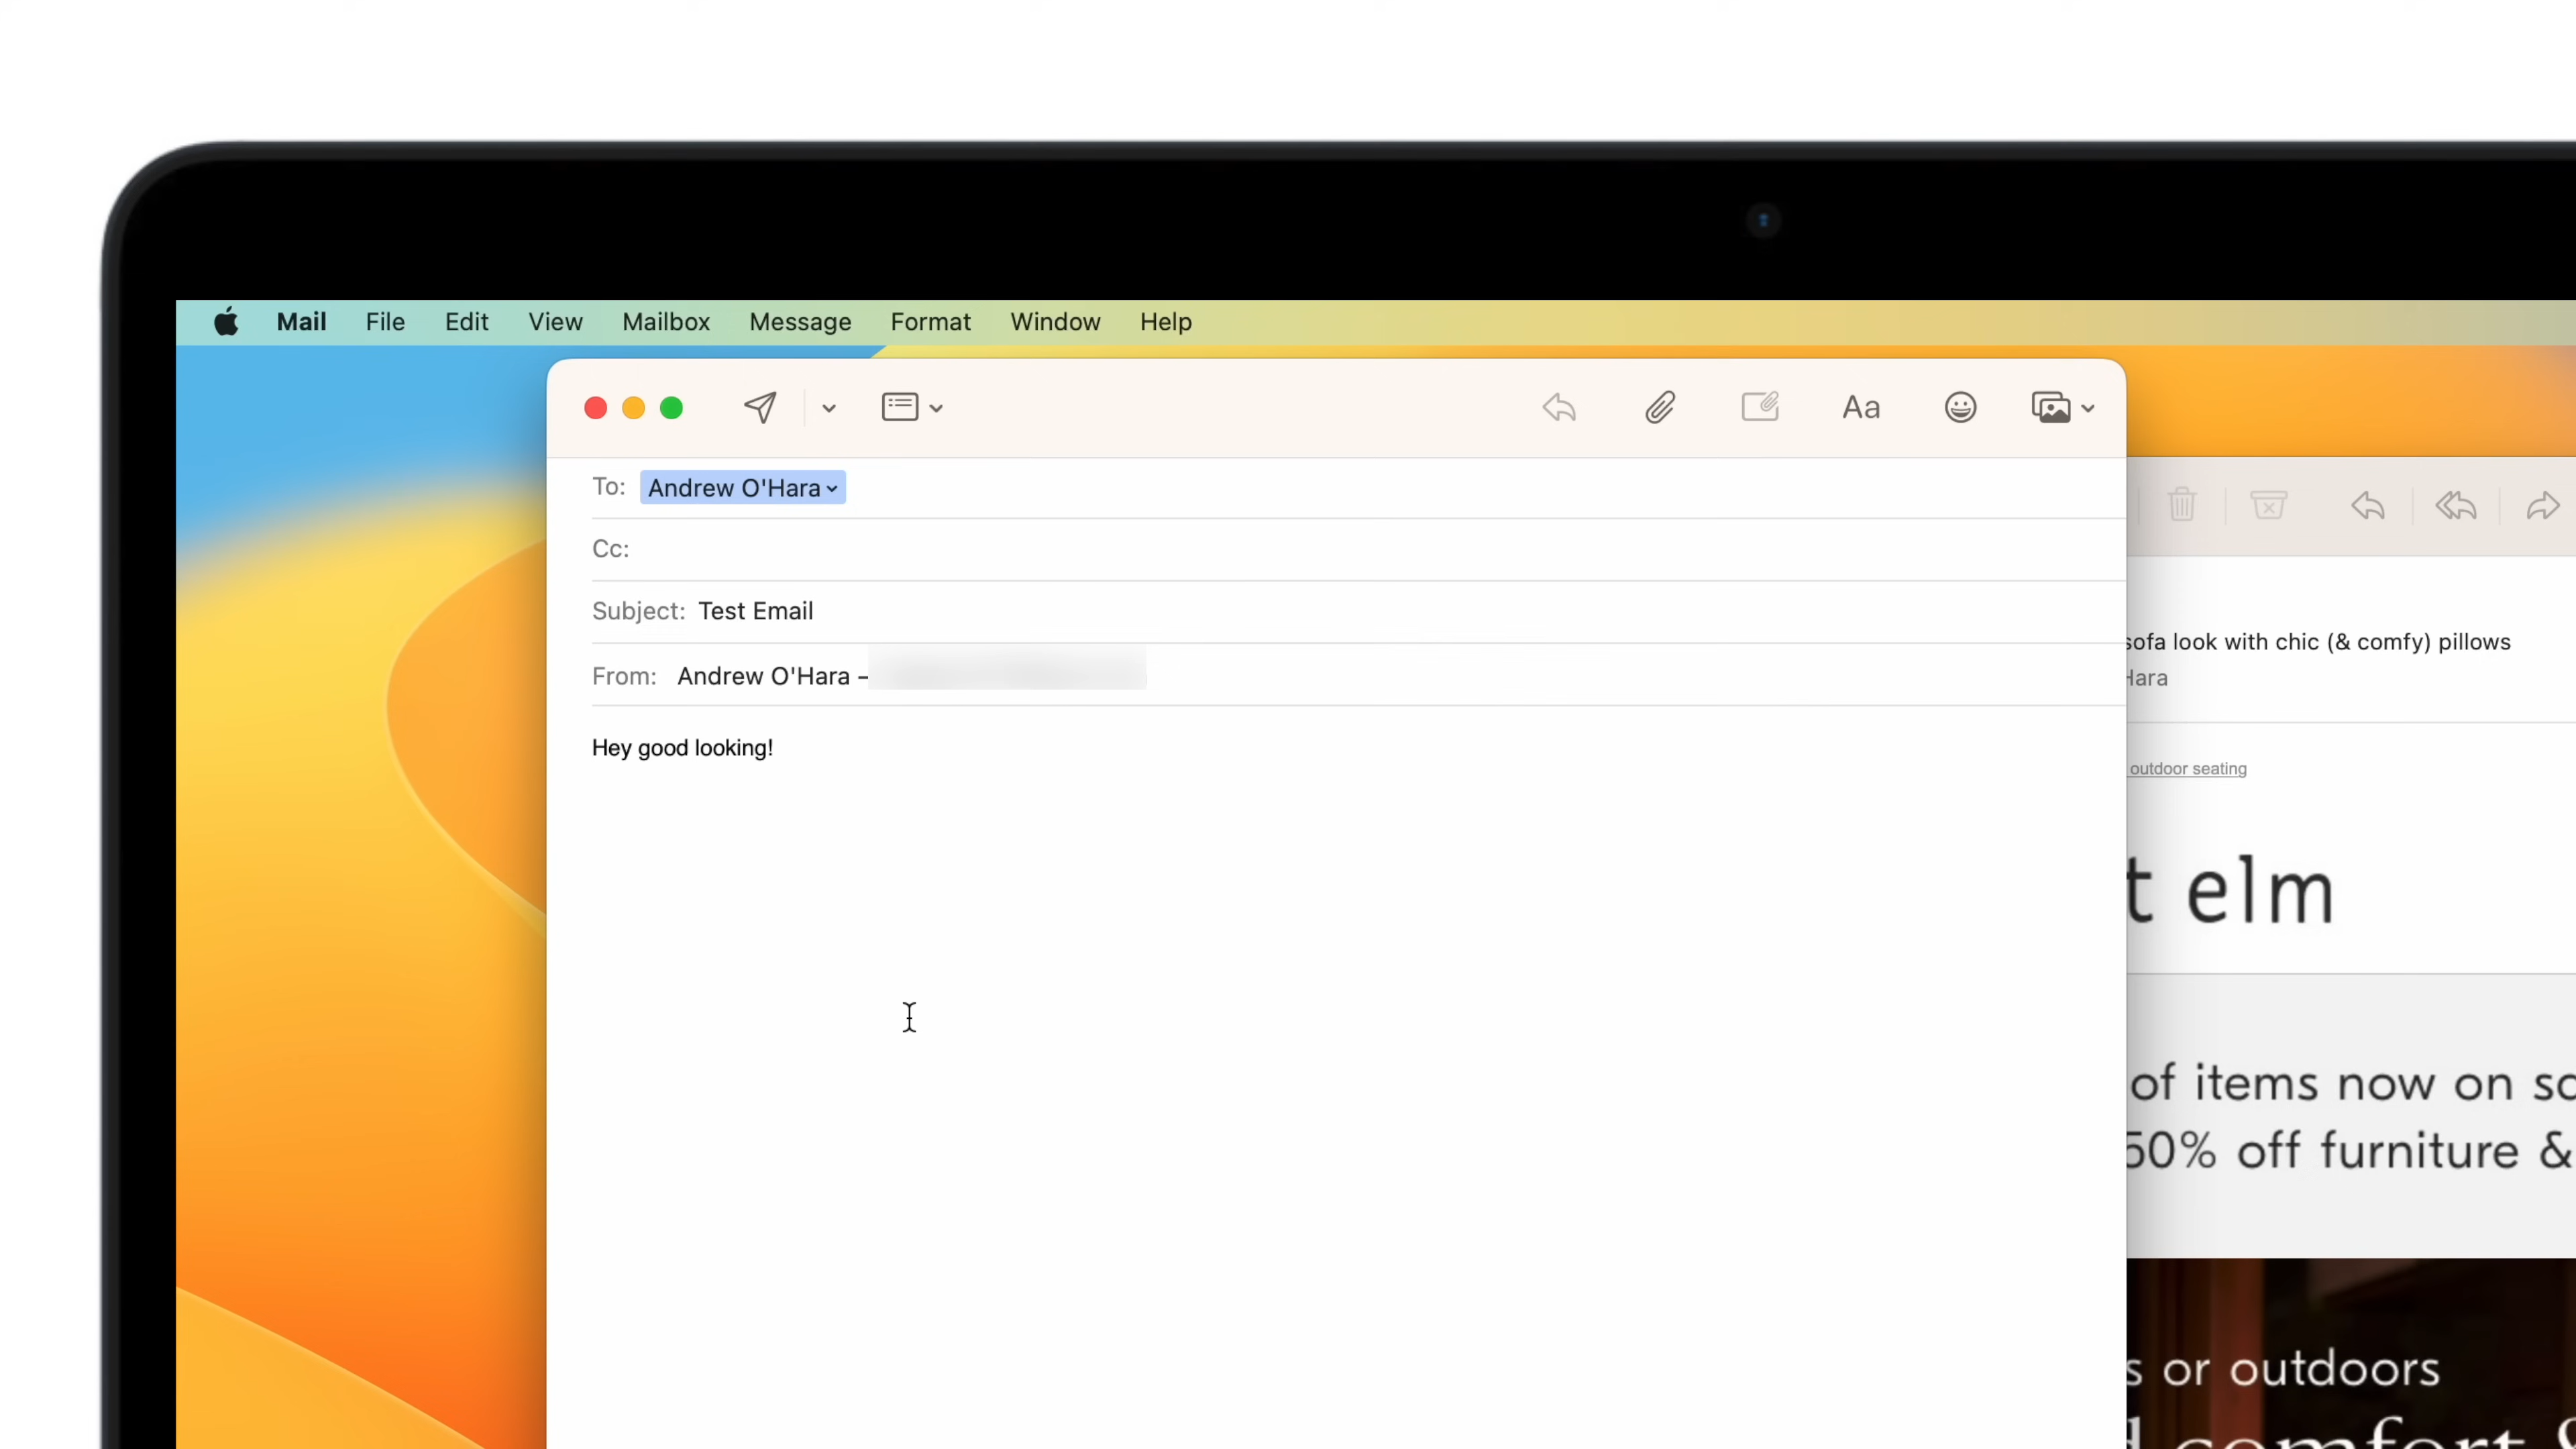 Mail File Edit View Mailbox Message Format Window Help
Aa
To: Andrew O'Hara
Cc:
Subject: Test Email
From: Andrew O'Hara –
Hey good looking!
sofa look with chic (& comfy) pillows
Hara
outdoor seating
t elm
of items now on
50% off furniture &
s or outdoors
comfort &